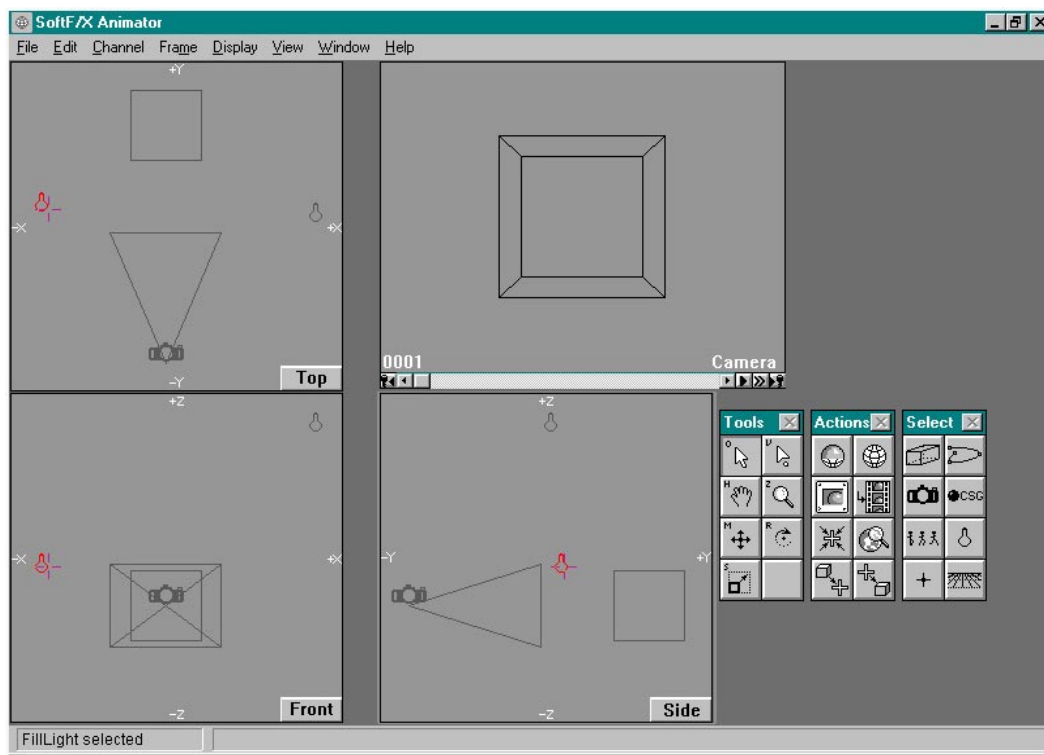 SoftF/X Animator
File Edit Channel Frame Display View Window Help
+Y
-X
+X
-Y
Top
0001 Camera
+Z
-X
+X
-Z
Front
+Z
-Y
+Y
-Z
Side
Tools
O V
H Z
M R
S
Actions
Select
CSG
FillLight selected